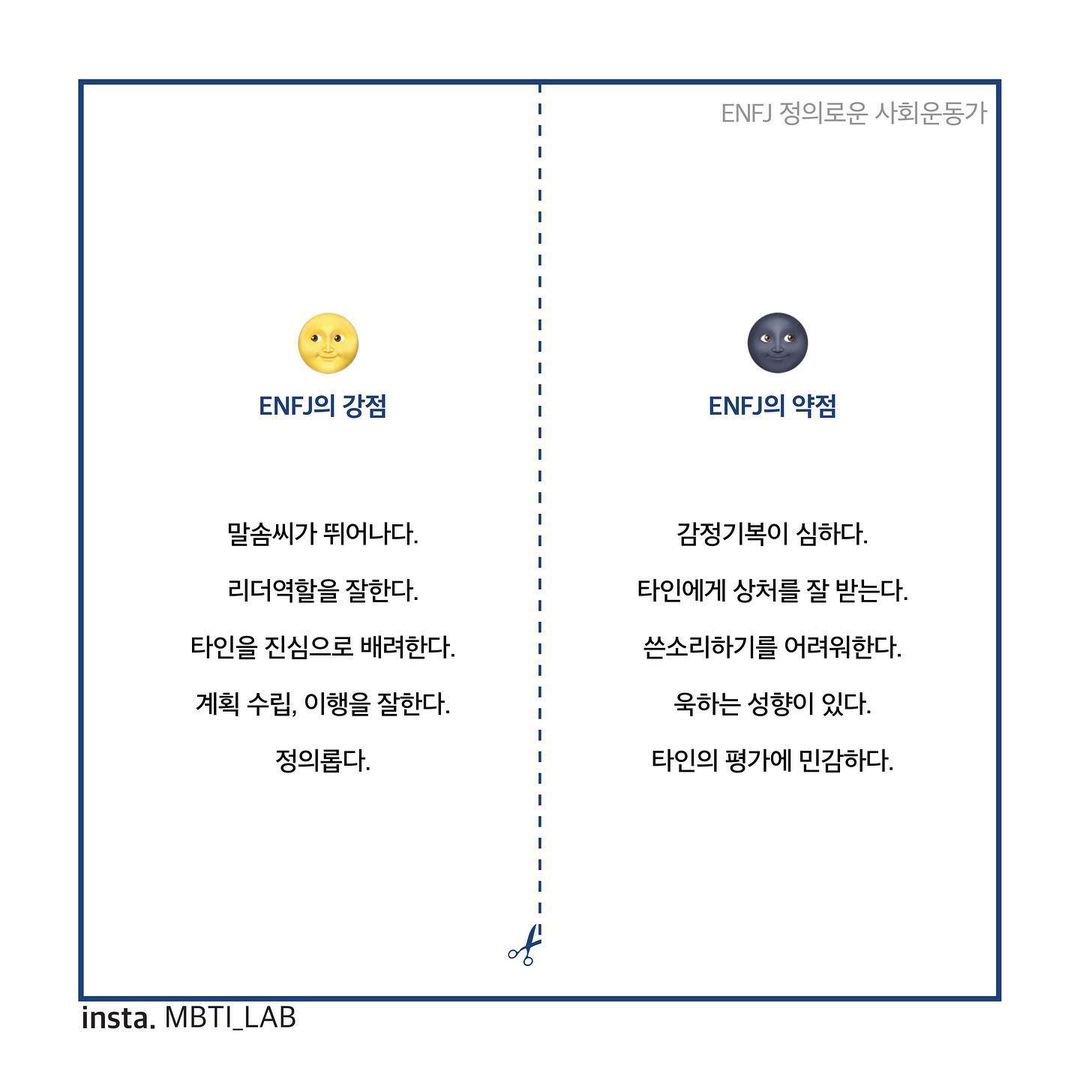 ENFJ 정의로운 사회운동가
ENFJ의 강점
말솜씨가 뛰어나다.
리더역할을 잘한다.
타인을 진심으로 배려한다.
계획 수립, 이행을 잘한다.
정의롭다.
ENFJ의 약점
감정기복이 심하다.
타인에게 상처를 잘 받는다.
쓴소리하기를 어려워한다.
욱하는 성향이 있다.
타인의 평가에 민감하다.
insta. MBTI_LAB